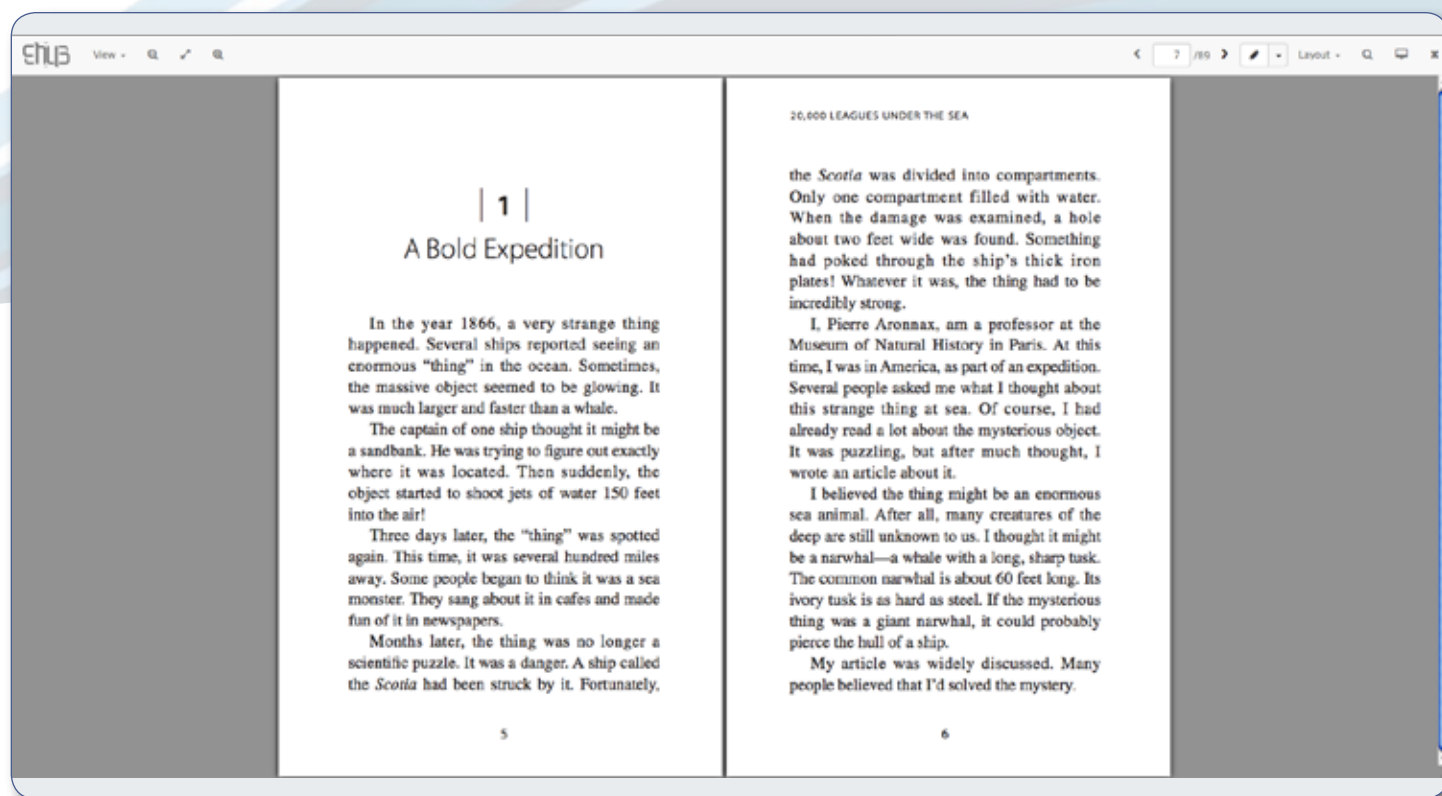 EHUB
View
7 /89
Layout
1
A Bold Expedition
In the year 1866, a very strange thing
happened. Several ships reported seeing an
enormous “thing” in the ocean. Sometimes,
the massive object seemed to be glowing. It
was much larger and faster than a whale.
The captain of one ship thought it might be
a sandbank. He was trying to figure out exactly
where it was located. Then suddenly, the
object started to shoot jets of water 150 feet
into the air!
Three days later, the “thing” was spotted
again. This time, it was several hundred miles
away. Some people began to think it was a sea
monster. They sang about it in cafes and made
fun of it in newspapers.
Months later, the thing was no longer a
scientific puzzle. It was a danger. A ship called
the Scotia had been struck by it. Fortunately,
5
20,000 LEAGUES UNDER THE SEA
the Scotia was divided into compartments.
Only one compartment filled with water.
When the damage was examined, a hole
about two feet wide was found. Something
had poked through the ship’s thick iron
plates! Whatever it was, the thing had to be
incredibly strong.
I, Pierre Aronnax, am a professor at the
Museum of Natural History in Paris. At this
time, I was in America, as part of an expedition.
Several people asked me what I thought about
this strange thing at sea. Of course, I had
already read a lot about the mysterious object.
It was puzzling, but after much thought, I
wrote an article about it.
I believed the thing might be an enormous
sea animal. After all, many creatures of the
deep are still unknown to us. I thought it might
be a narwhal—a whale with a long, sharp tusk.
The common narwhal is about 60 feet long. Its
ivory tusk is as hard as steel. If the mysterious
thing was a giant narwhal, it could probably
pierce the hull of a ship.
My article was widely discussed. Many
people believed that I’d solved the mystery.
6